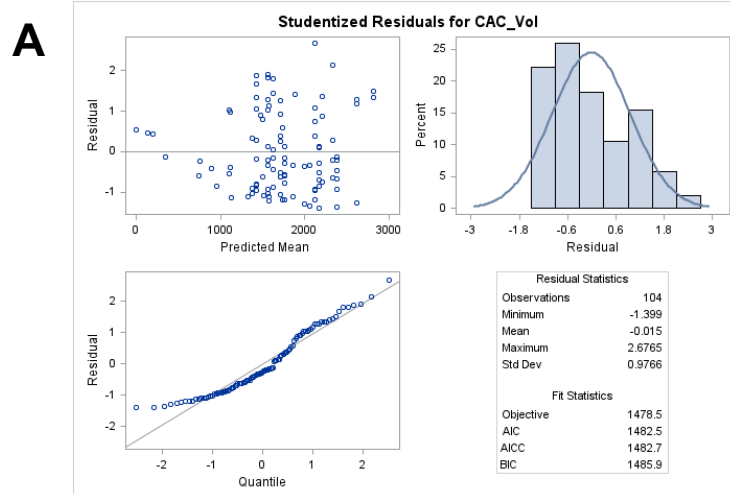 A
Studentized Residuals for CAC_Vol
2
1
0
-1
Residual
0
1000
2000
3000
Predicted Mean
25
20
15
10
5
0
Percent
-3
-1.8
-0.6
0.6
1.8
3
Residual
2
1
0
-1
-2
Residual
-2
-1
0
1
2
Quantile
Residual Statistics
Observations 104
Minimum -1.399
Mean -0.015
Maximum 2.6765
Std Dev 0.9766
Fit Statistics
Objective 1478.5
AIC 1482.5
AICC 1482.7
BIC 1485.9